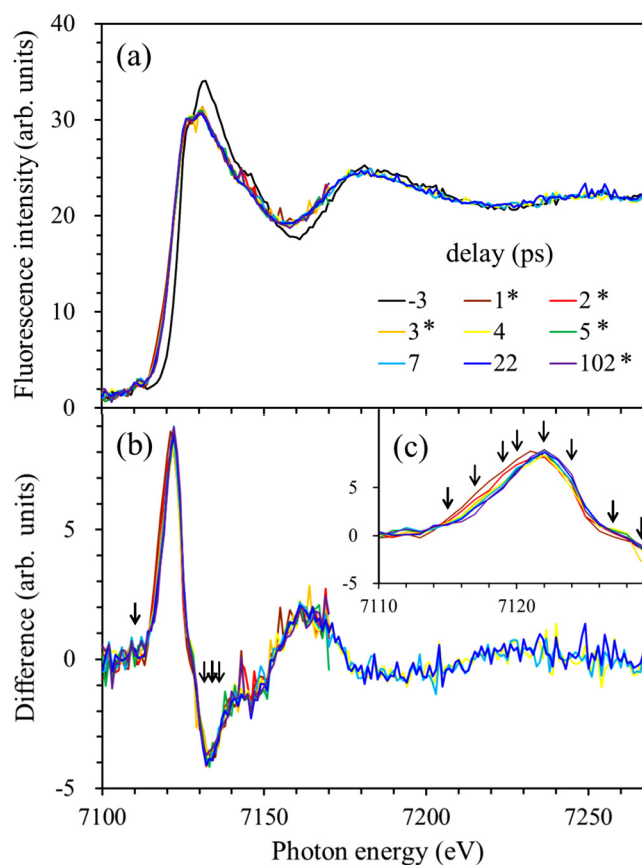 40
(a)
30
20
10
0
Fluorescence intensity (arb. units)
delay (ps)
-3 1* 2*
3* 4 5*
7 22 102*
(b)
5
0
-5
Difference (arb. units)
(c)
5
0
-5
7110 7120
7100 7150 7200 7250
Photon energy (eV)